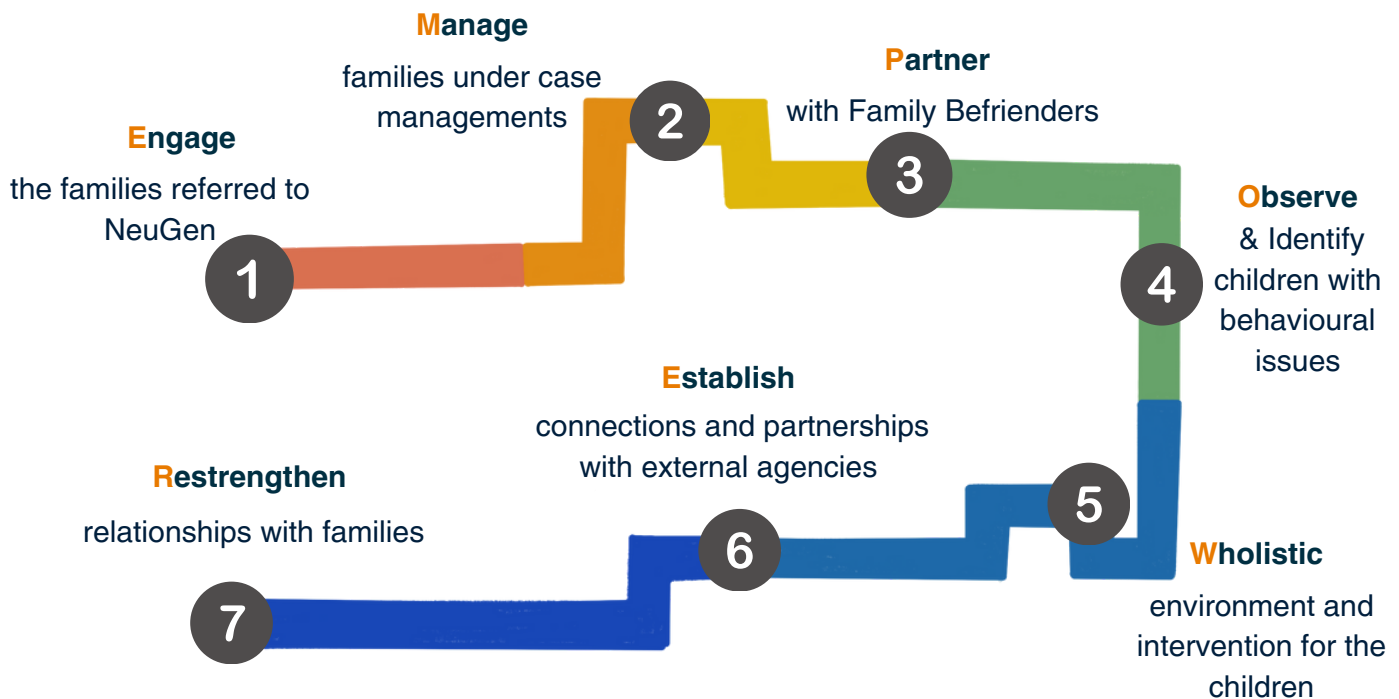 Engage
the families referred to
NeuGen
1
Manage
families under case
managements
2
Partner
with Family Befrienders
3
Observe
& Identify
children with
behavioural
issues
4
Wholistic
environment and
intervention for the
children
5
Establish
connections and partnerships
with external agencies
6
Restrengthen
relationships with families
7